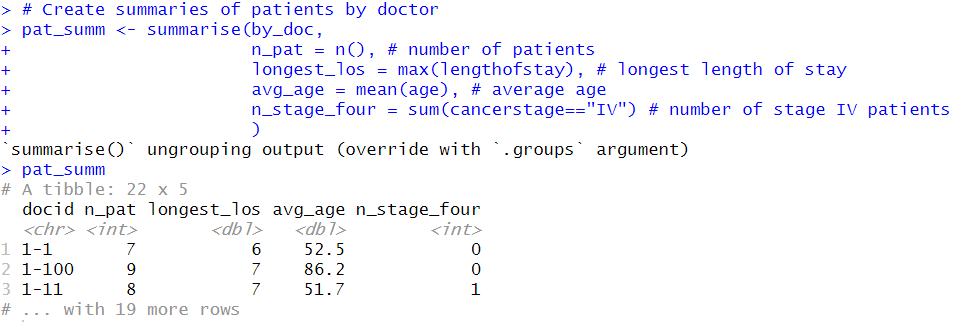 > # Create summaries of patients by doctor
> pat_summ <- summarise(by_doc,
+                       n_pat = n(), # number of patients
+                       longest_los = max(lengthofstay), # longest length of stay
+                       avg_age = mean(age), # average age
+                       n_stage_four = sum(cancerstage=="IV") # number of stage IV patients
+                       )
`summarise()` ungrouping output (override with `.groups` argument)
> pat_summ
# A tibble: 22 x 5
  docid n_pat longest_los avg_age n_stage_four
  <chr> <int>       <dbl>   <dbl>        <int>
1 1-1       7           6    52.5            0
2 1-100     9           7    86.2            0
3 1-11      8           7    51.7            1
# ... with 19 more rows